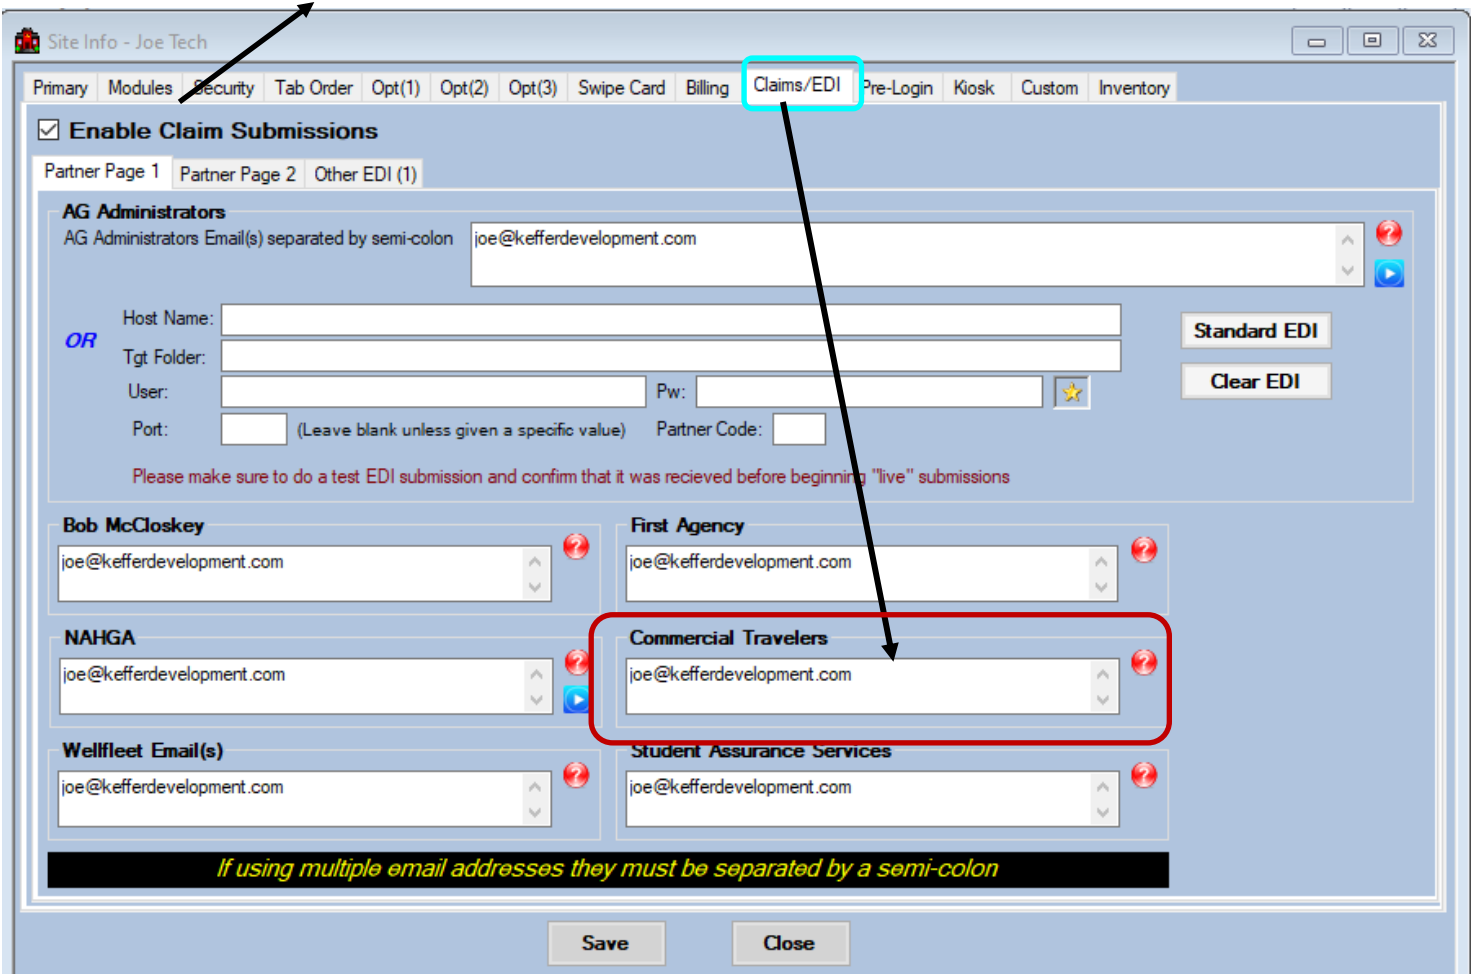 Site Info - Joe Tech
Primary Modules Security Tab Order Opt(1) Opt(2) Opt(3) Swipe Card Billing Claims/EDI Pre-Login Kiosk Custom Inventory
Enable Claim Submissions
Partner Page 1 Partner Page 2 Other EDI (1)
AG Administrators
AG Administrators Email(s) separated by semi-colon joe@kefferdevelopment.com
Host Name:
OR
Standard EDI
Tgt Folder:
User: Pw:
Clear EDI
Port: (Leave blank unless given a specific value) Partner Code:
Please make sure to do a test EDI submission and confirm that it was recieved before beginning "live" submissions
Bob McCloskey First Agency
joe@kefferdevelopment.com joe@kefferdevelopment.com
NAHGA Commercial Travelers
joe@kefferdevelopment.com joe@kefferdevelopment.com
Wellfleet Email(s) Student Assurance Services
joe@kefferdevelopment.com joe@kefferdevelopment.com
If using multiple email addresses they must be separated by a semi-colon
Save Close